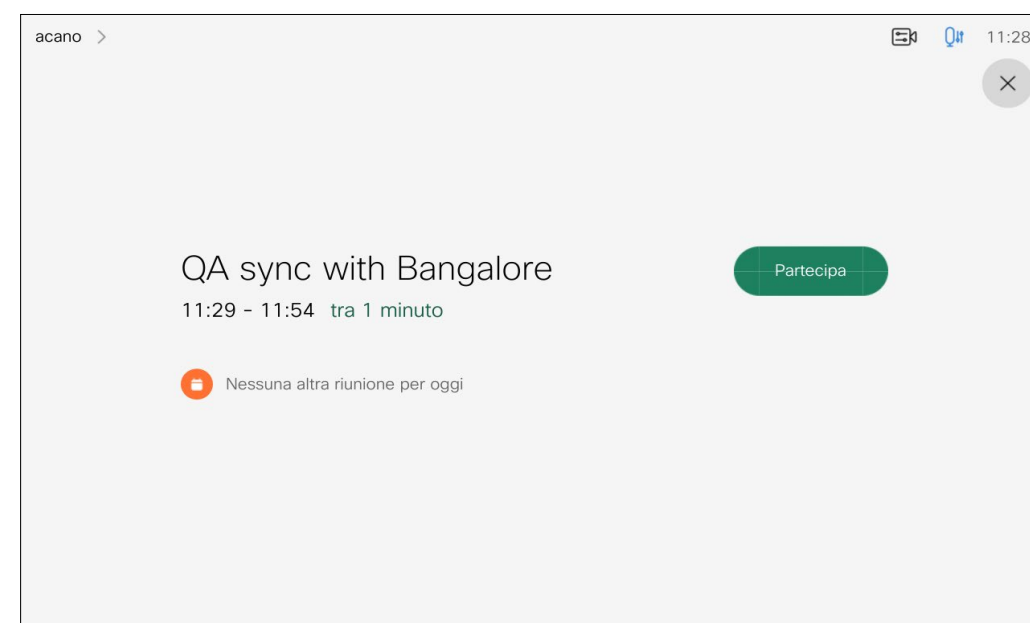 acano
11:28
QA sync with Bangalore
Partecipa
11:29 - 11:54 tra 1 minuto
Nessuna altra riunione per oggi